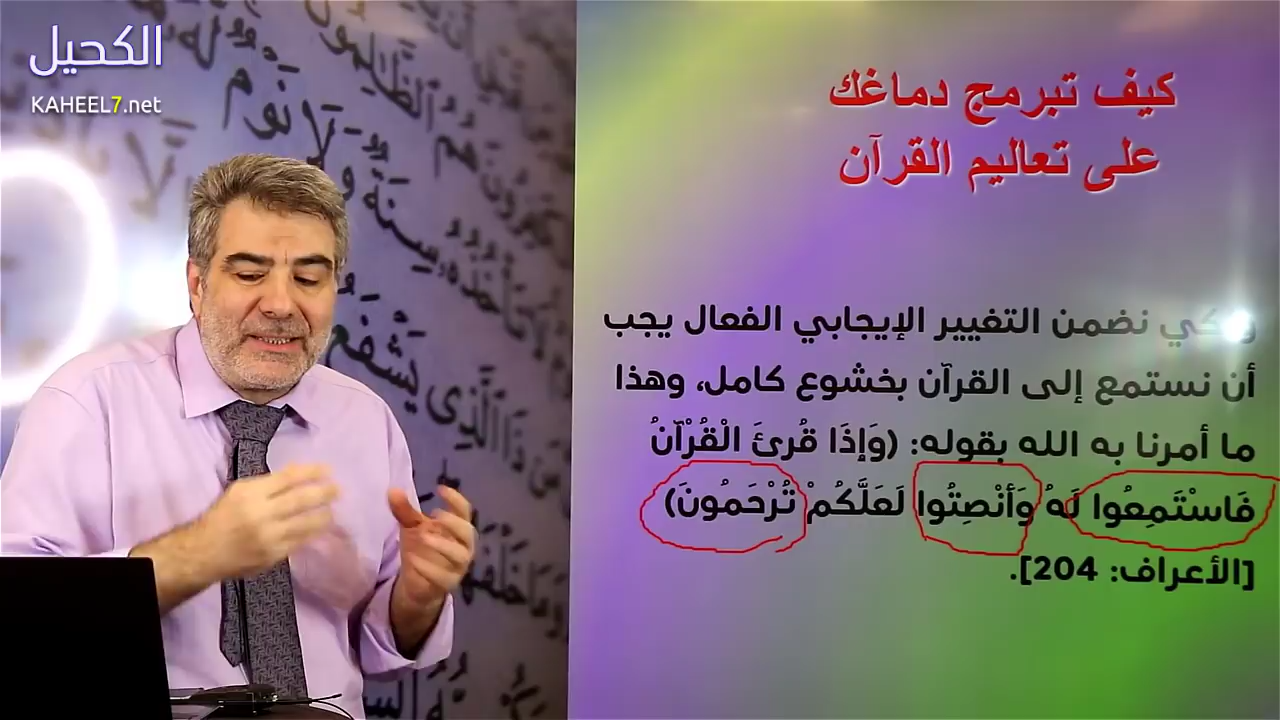 الكحيل
KAHEEL7.net
كيف تبرمج دماغك
على تعاليم القرآن
نضمن التغيير الإيجابي الفعال يجب
أن نستمع إلى القرآن بخشوع كامل، وهذا
ما أمرنا به الله بقوله: (وَإِذَا قُرِئَ الْقُرْآنُ
فَاسْتَمِعُوا لَهُ وَأَنْصِتُوا لَعَلَّكُمْ تُرْحَمُونَ)
[الأعراف: 204].
سِنَةٌ وَلَا نَوْمٌ
يَشْفَعُ
مَن ذَا الَّذِي